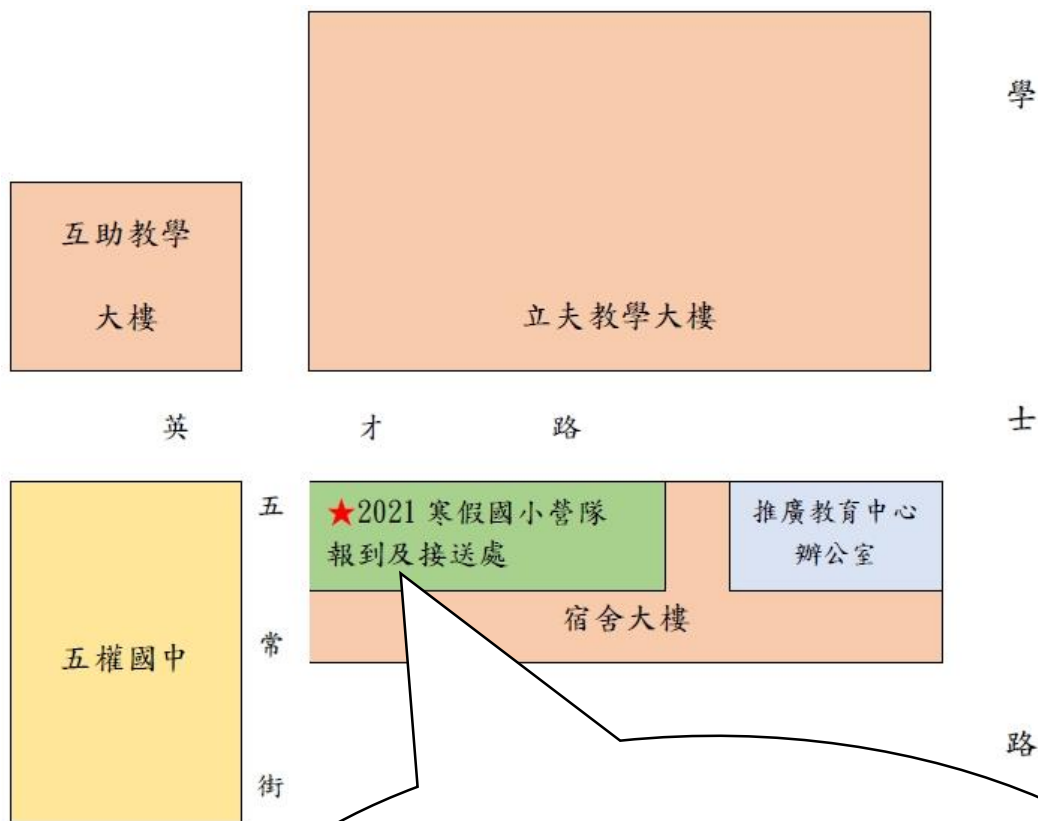 互助教學
大樓
立夫教學大樓
英才路
學士路
五常街
★2021 寒假國小營隊
報到及接送處
推廣教育中心
辦公室
宿舍大樓
五權國中